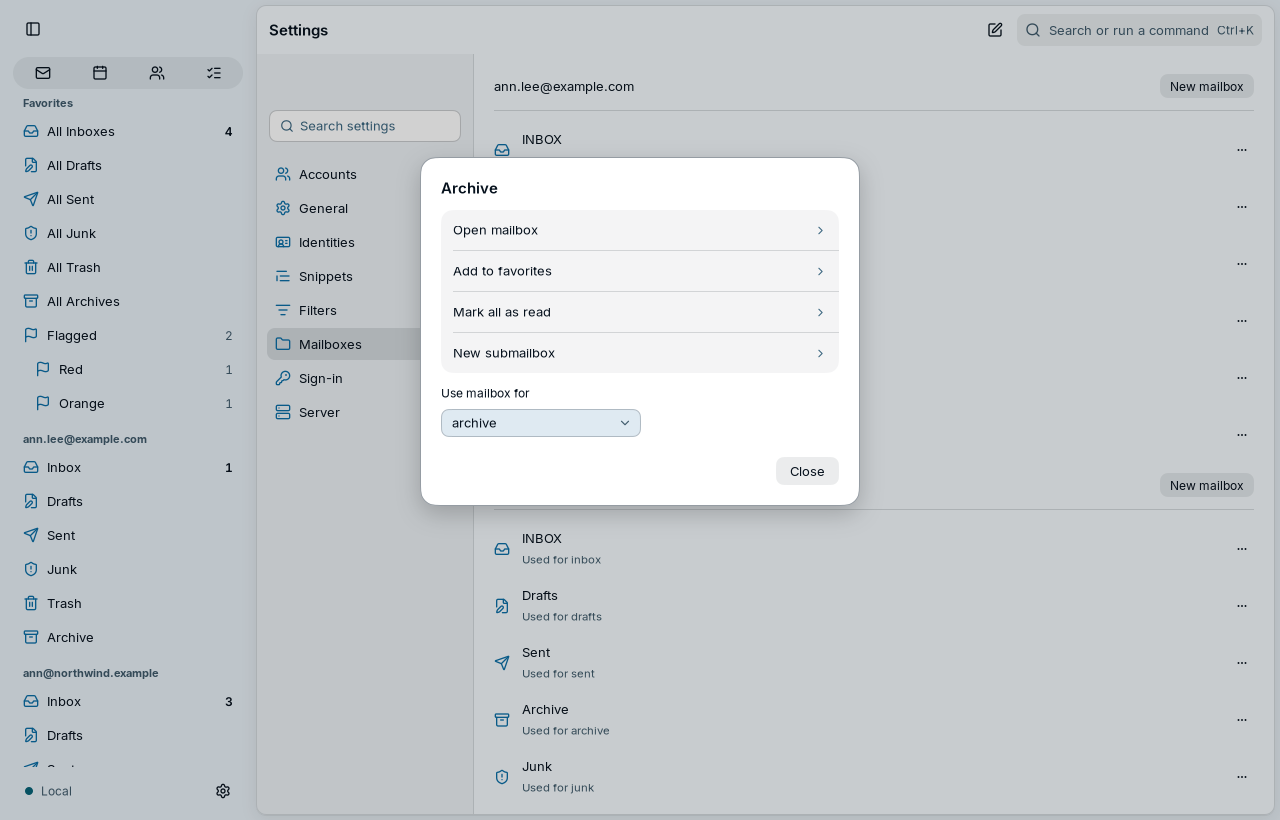 Settings
Search or run a command Ctrl+K
Favorites
All Inboxes 4
All Drafts
All Sent
All Junk
All Trash
All Archives
Flagged 2
Red 1
Orange 1
ann.lee@example.com
Inbox 1
Drafts
Sent
Junk
Trash
Archive
ann@northwind.example
Inbox 3
Drafts
Local
Search settings
Accounts
General
Identities
Snippets
Filters
Mailboxes
Sign-in
Server
ann.lee@example.com New mailbox
INBOX
Archive
Open mailbox
Add to favorites
Mark all as read
New submailbox
Use mailbox for
archive
Close
New mailbox
INBOX
Used for inbox
Drafts
Used for drafts
Sent
Used for sent
Archive
Used for archive
Junk
Used for junk